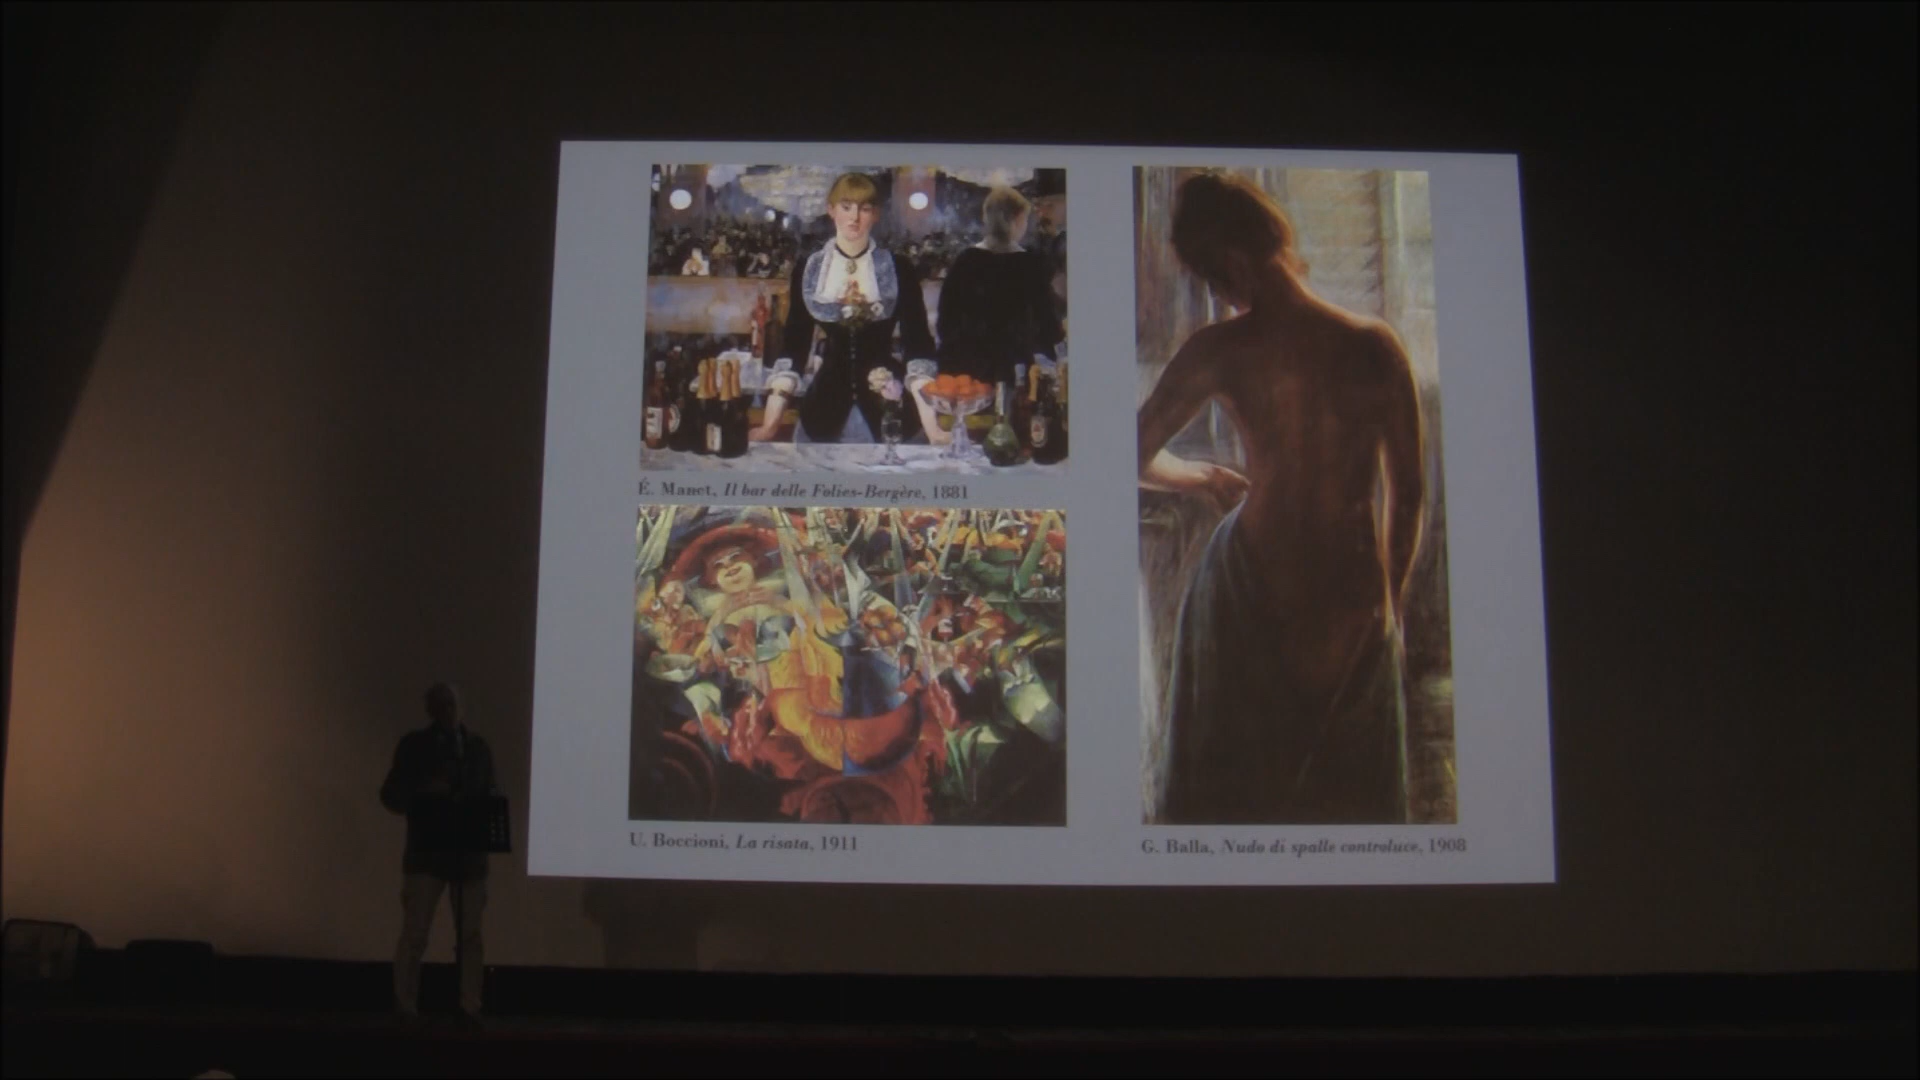 É. Manet, Il bar delle Folies-Bergère, 1881
U. Boccioni, La risata, 1911
G. Balla, Nudo di spalle controluce, 1908